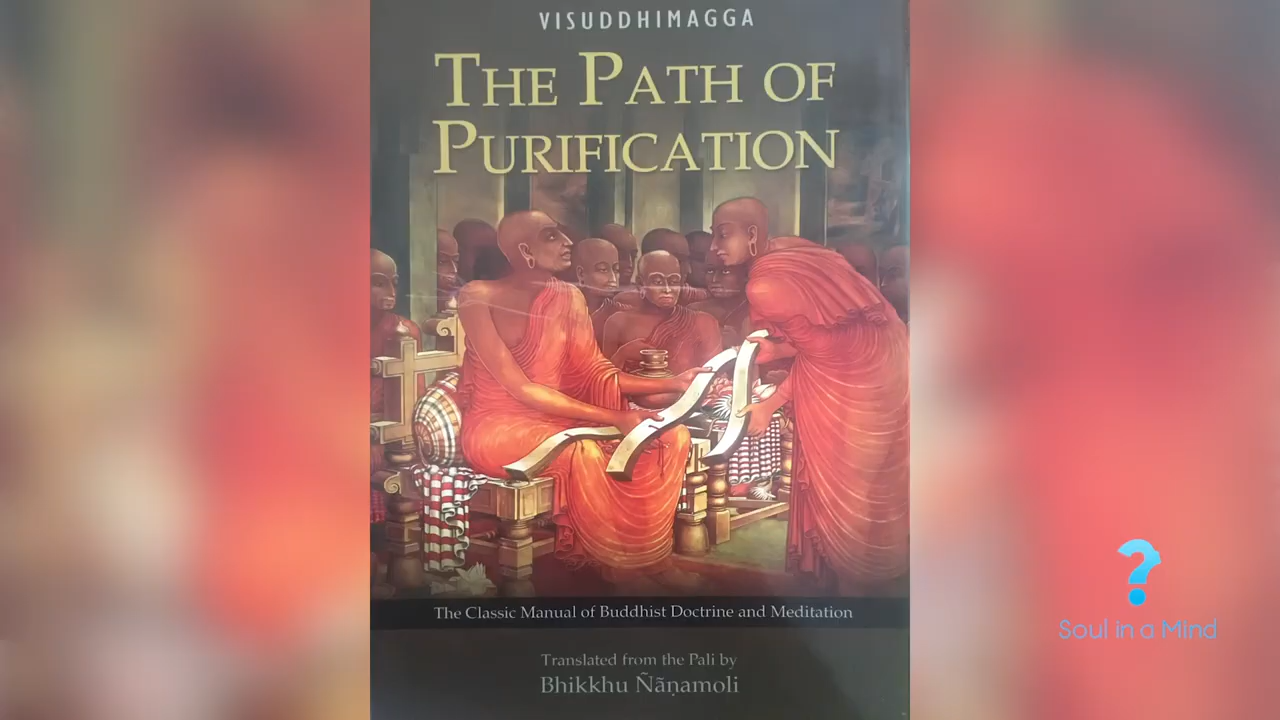 VISUDDHIMAGGA
THE PATH OF
PURIFICATION
The Classic Manual of Buddhist Doctrine and Meditation
Translated from the Pali by
Bhikkhu Ñāṇamoli
?
Soul in a Mind